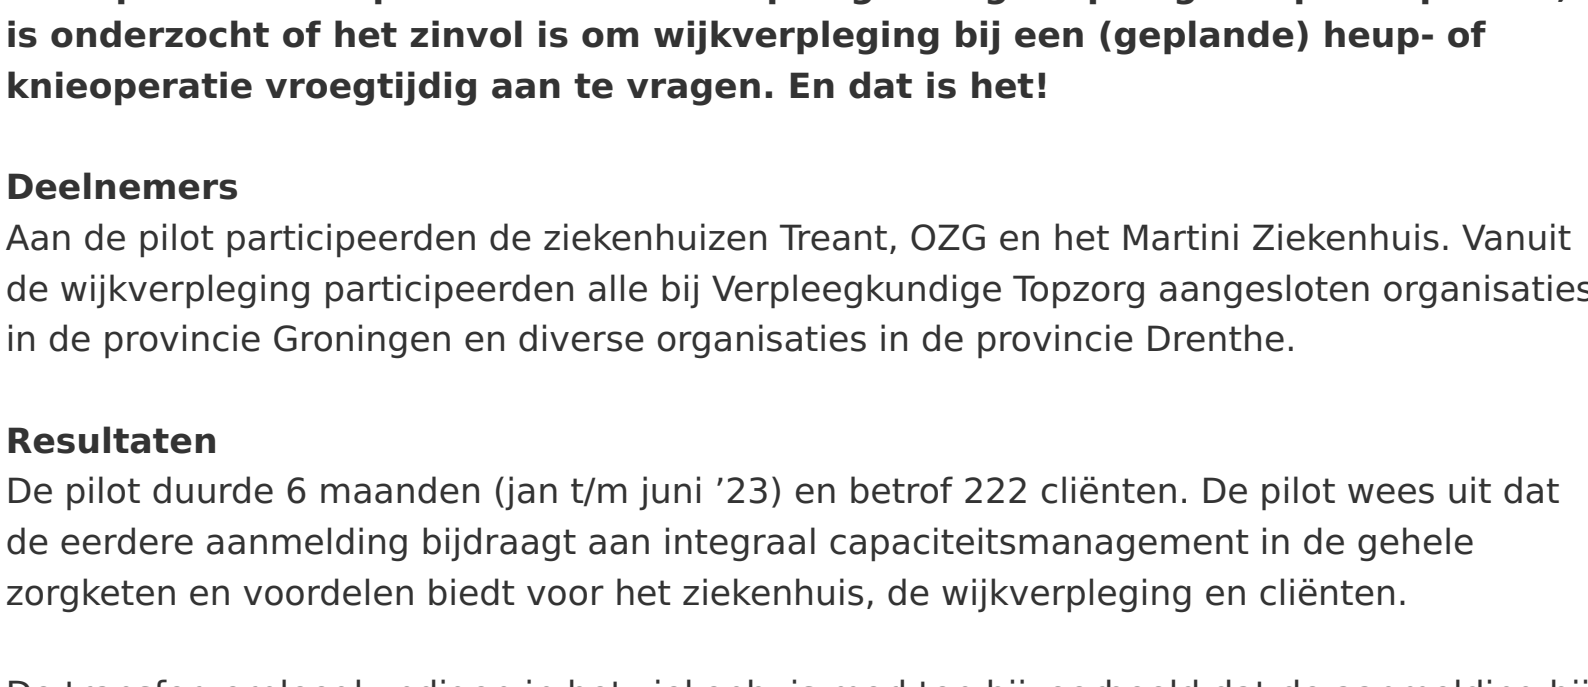 is onderzocht of het zinvol is om wijkverpleging bij een (geplande) heup- of
knieoperatie vroegtijdig aan te vragen. En dat is het!
Deelnemers
Aan de pilot participeerden de ziekenhuizen Treant, OZG en het Martini Ziekenhuis. Vanuit
de wijkverpleging participeerden alle bij Verpleegkundige Topzorg aangesloten organisaties
in de provincie Groningen en diverse organisaties in de provincie Drenthe.
Resultaten
De pilot duurde 6 maanden (jan t/m juni ’23) en betrof 222 cliënten. De pilot wees uit dat
de eerdere aanmelding bijdraagt aan integraal capaciteitsmanagement in de gehele
zorgketen en voordelen biedt voor het ziekenhuis, de wijkverpleging en cliënten.